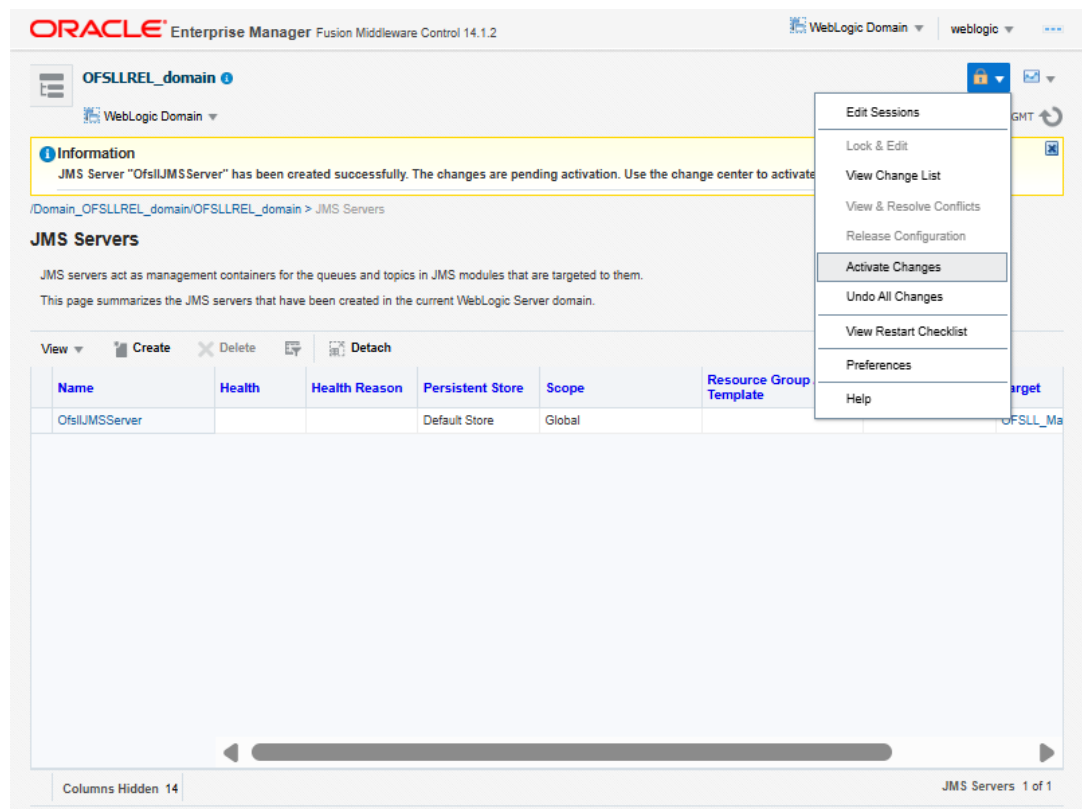 ORACLE Enterprise Manager Fusion Middleware Control 14.1.2
WebLogic Domain
weblogic
OFSLLREL_domain
WebLogic Domain
GMT
Edit Sessions
Lock & Edit
View Change List
View & Resolve Conflicts
Release Configuration
Activate Changes
Undo All Changes
View Restart Checklist
Preferences
Help
Information
JMS Server "OfsllJMSServer" has been created successfully. The changes are pending activation. Use the change center to activate
/Domain_OFSLLREL_domain/OFSLLREL_domain > JMS Servers
JMS Servers
JMS servers act as management containers for the queues and topics in JMS modules that are targeted to them.
This page summarizes the JMS servers that have been created in the current WebLogic Server domain.
View Create Delete Detach
Name Health Health Reason Persistent Store Scope Resource Group Template arget
OfsllJMSServer Default Store Global OFSLL_Ma
Columns Hidden 14
JMS Servers 1 of 1